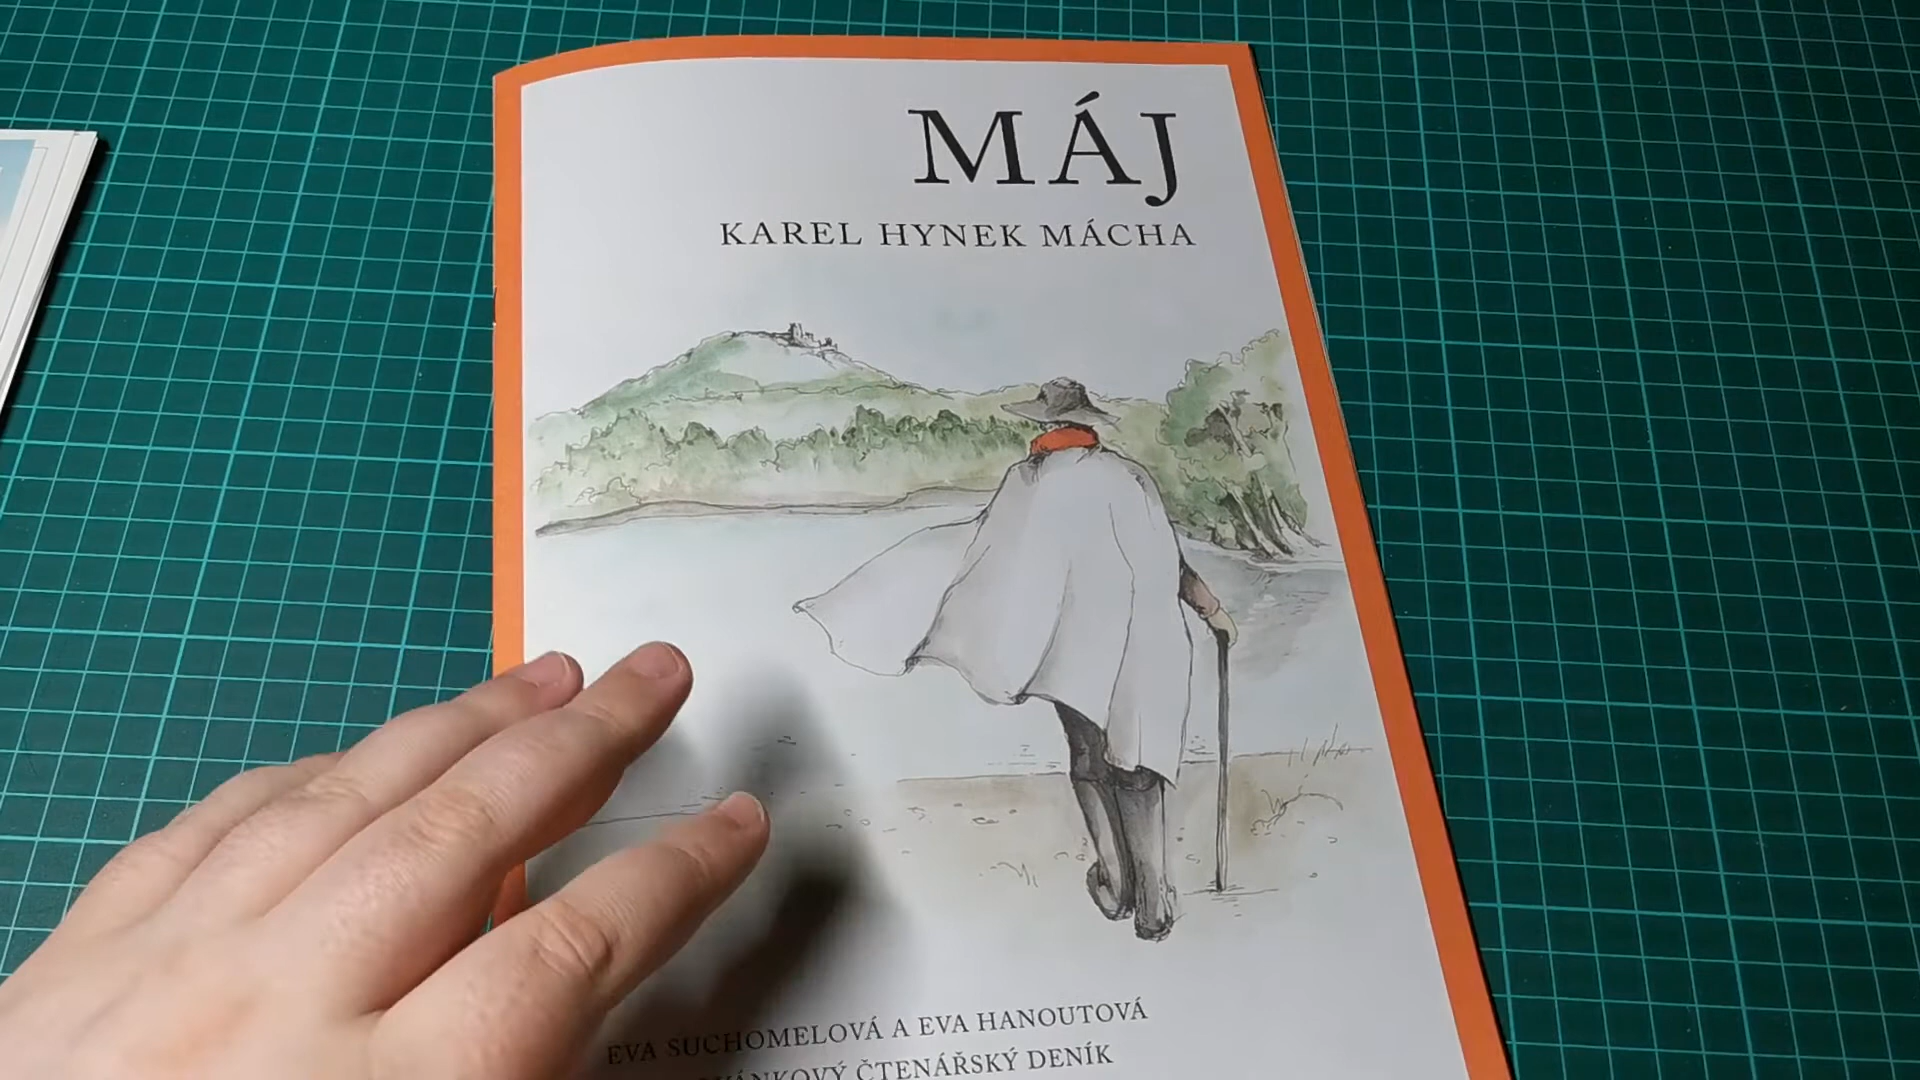 MÁJ
KAREL HYNEK MÁCHA
EVA SUCHOMELOVÁ A EVA HANOUTOVÁ
ČTENÁŘSKÝ DENÍK